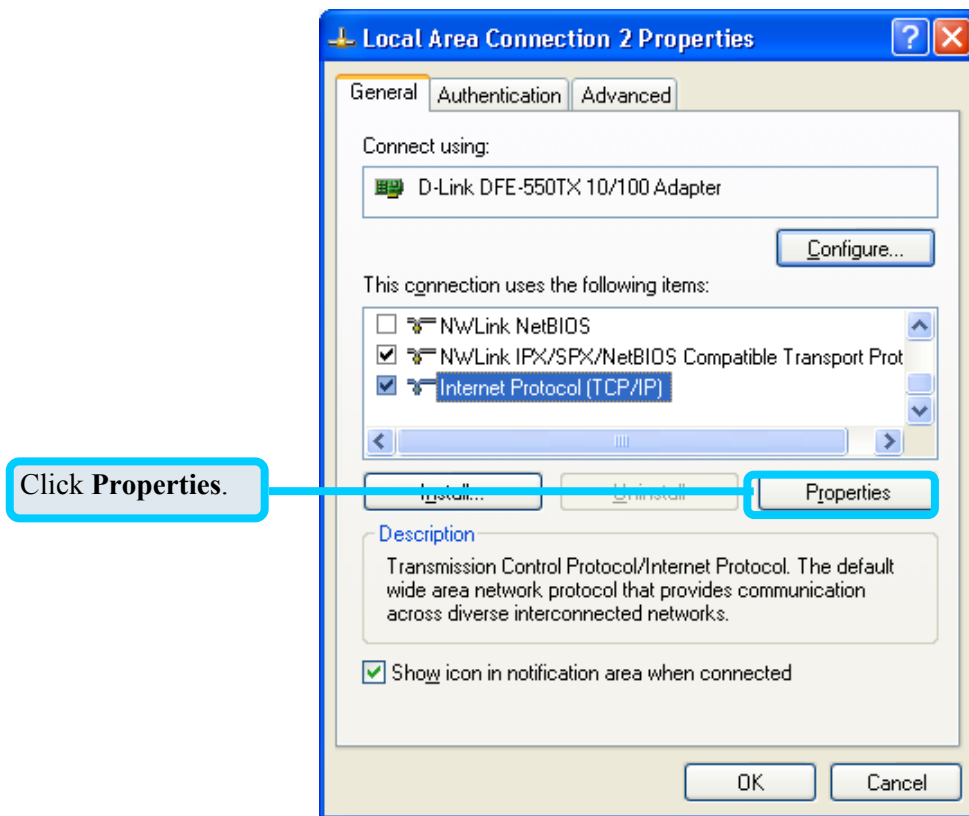 Local Area Connection 2 Properties
General Authentication Advanced
Connect using:
D-Link DFE-550TX 10/100 Adapter
Configure...
This connection uses the following items:
NWLink NetBIOS
NWLink IPX/SPX/NetBIOS Compatible Transport Prot
Internet Protocol (TCP/IP)
Click Properties.
Install... Uninstall Properties
Description
Transmission Control Protocol/Internet Protocol. The default
wide area network protocol that provides communication
across diverse interconnected networks.
Show icon in notification area when connected
OK Cancel